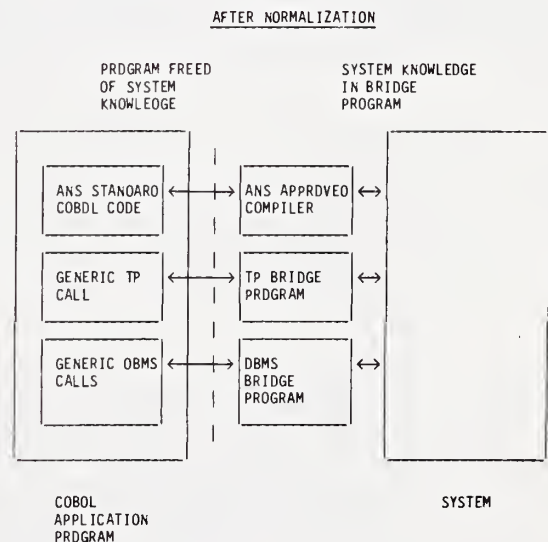 AFTER NORMALIZATION
PRDGRAM FREED
OF SYSTEM
KNOWLEOGE
SYSTEM KNOWLEDGE
IN BRIDGE
PROGRAM
ANS STANOARO
COBDL CODE
ANS APPRDVEO
COMPILER
GENERIC TP
CALL
TP BRIDGE
PRDGRAM
GENERIC OBMS
CALLS
DBMS
BRIDGE
PROGRAM
COBOL
APPLICATION
PRDGRAM
SYSTEM